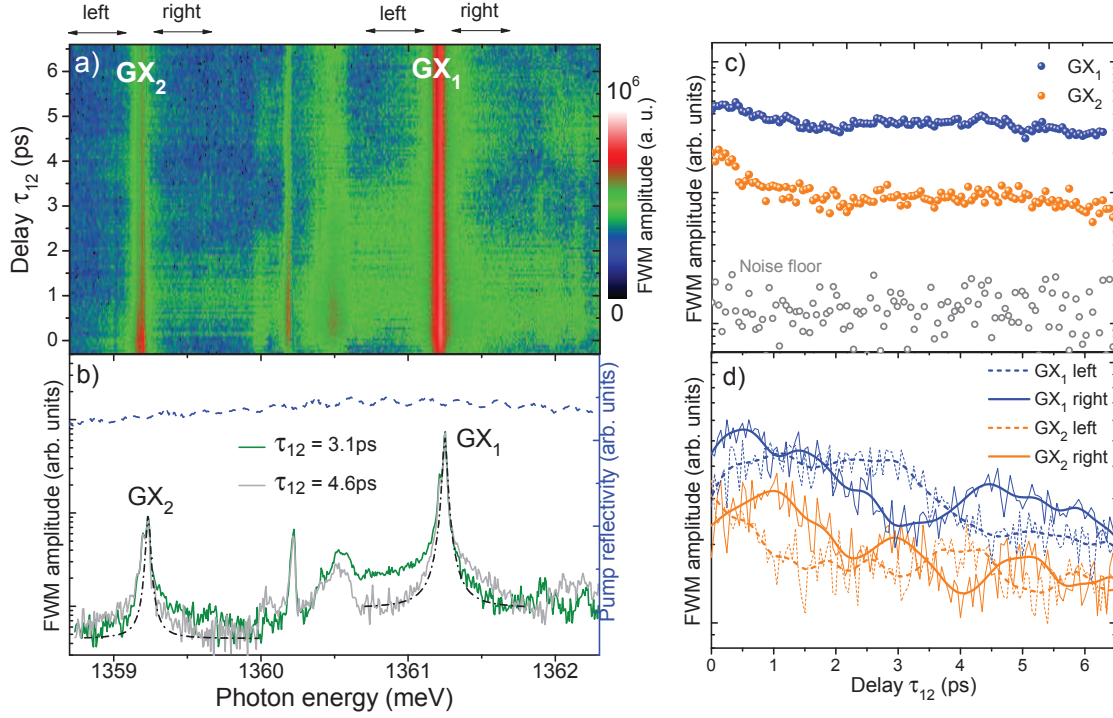 left right left right
a)
GX₂ GX₁
6
5
4
3
2
1
0
Delay τ₁₂ (ps)
10⁶
0
FWM amplitude (a. u.)
b)
τ₁₂ = 3.1ps
τ₁₂ = 4.6ps
GX₂
GX₁
FWM amplitude (arb. units)
Pump reflectivity (arb. units)
1359 1360 1361 1362
Photon energy (meV)
c)
GX₁
GX₂
Noise floor
FWM amplitude (arb. units)
d)
GX₁ left
GX₁ right
GX₂ left
GX₂ right
FWM amplitude (arb. units)
0 1 2 3 4 5 6
Delay τ₁₂ (ps)